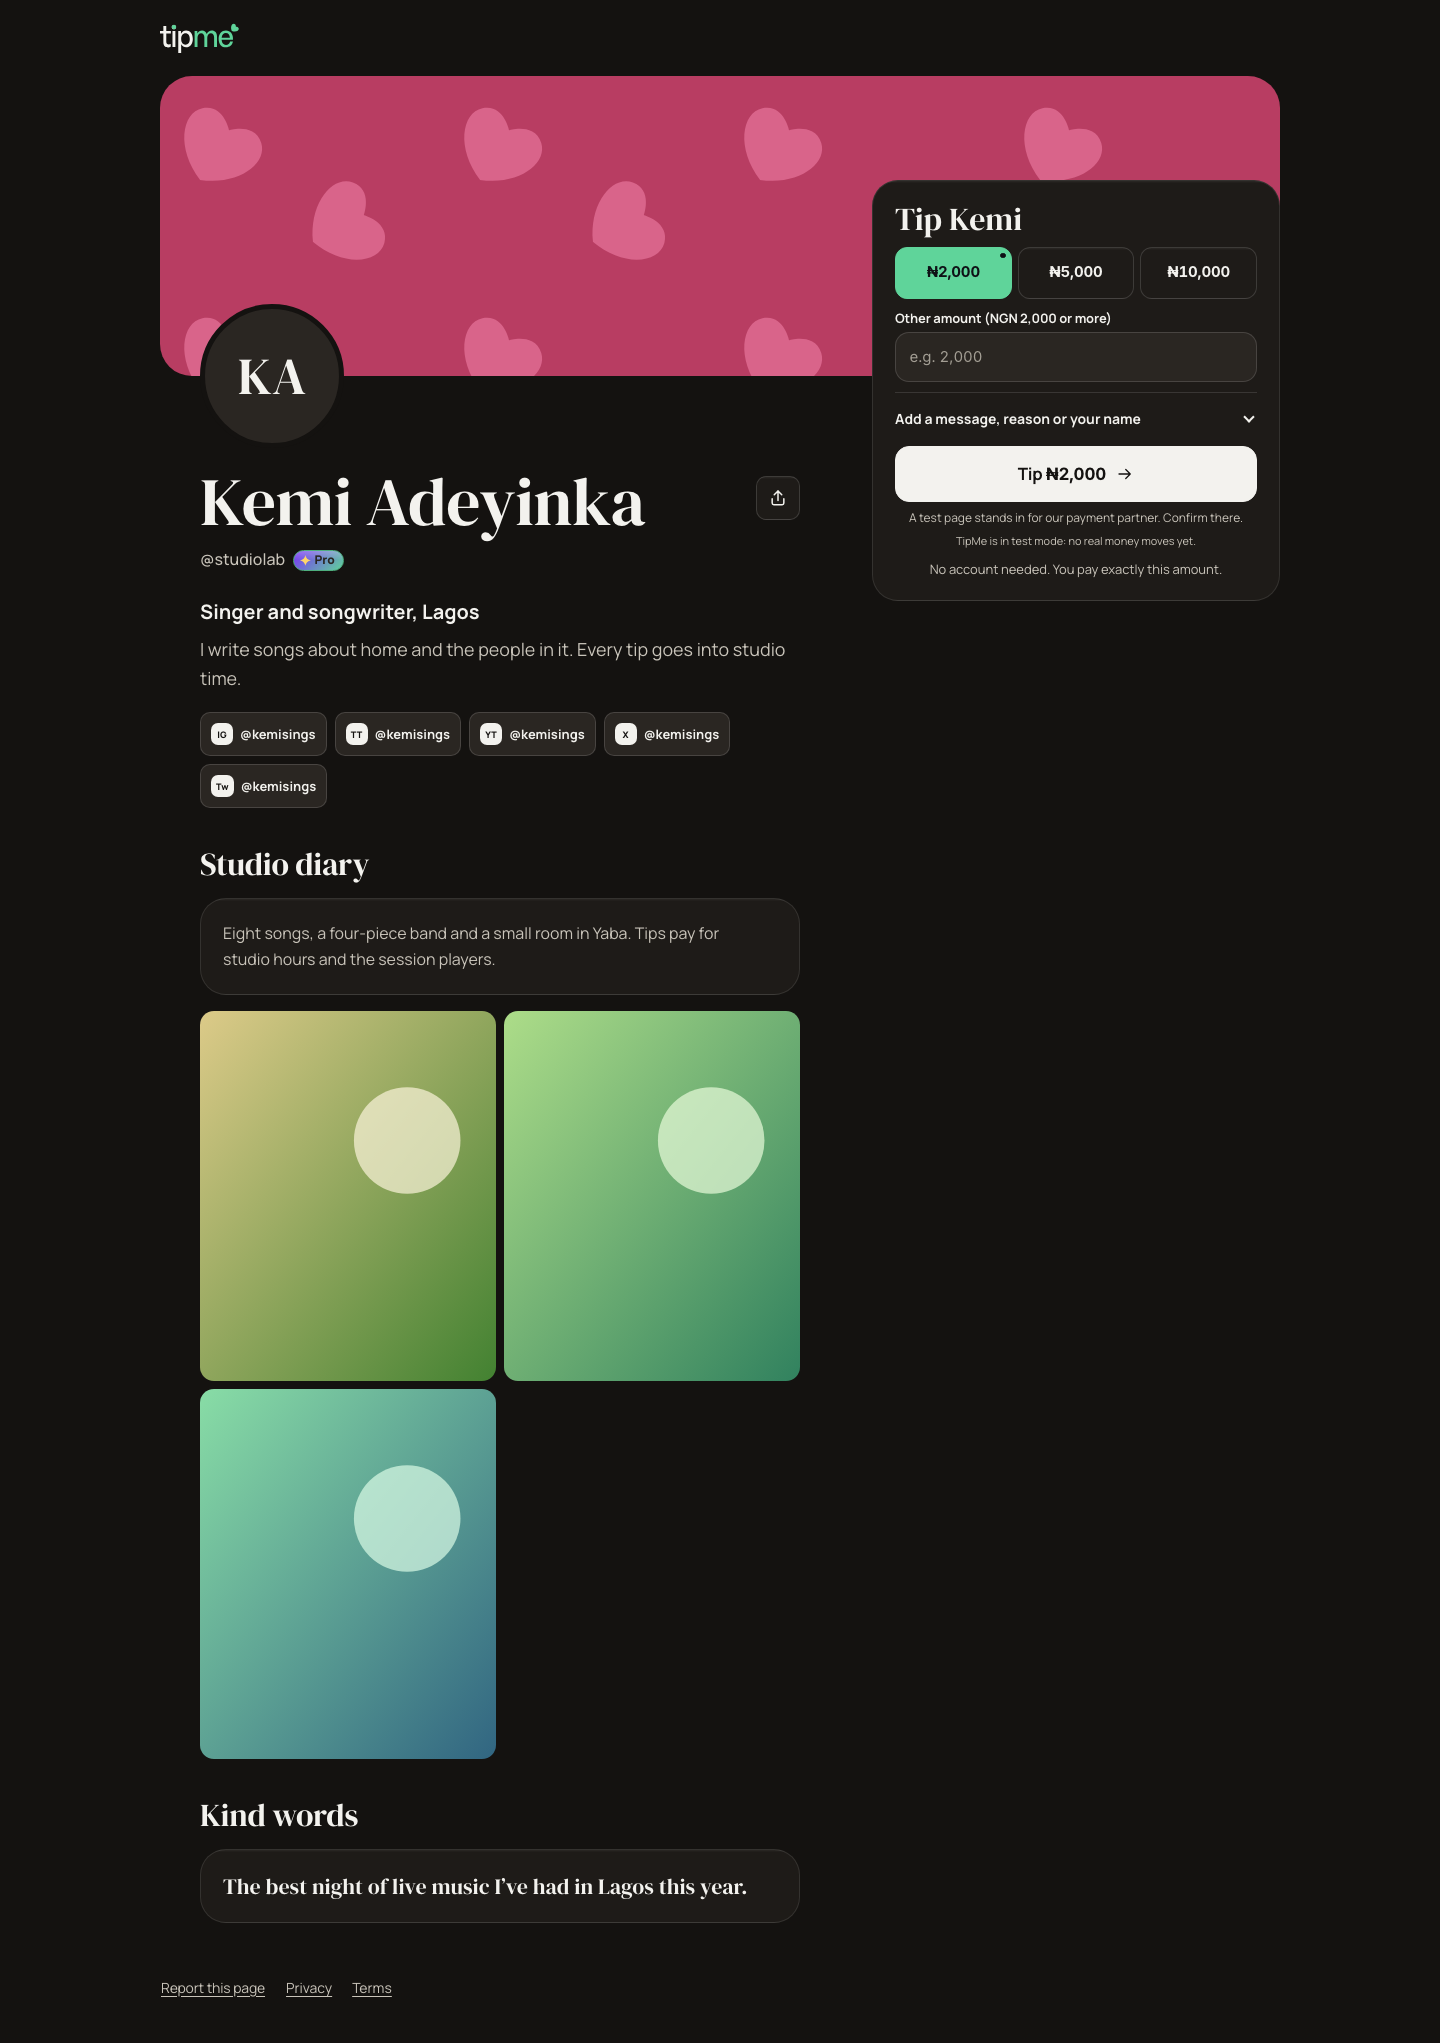 tipme
Tip Kemi
₦2,000
₦5,000
₦10,000
Other amount (NGN 2,000 or more)
e.g. 2,000
Add a message, reason or your name
Tip ₦2,000 →
A test page stands in for our payment partner. Confirm there.
TipMe is in test mode: no real money moves yet.
No account needed. You pay exactly this amount.
KA
Kemi Adeyinka
@studiolab
Pro
Singer and songwriter, Lagos
I write songs about home and the people in it. Every tip goes into studio
time.
IG @kemisings
TT @kemisings
YT @kemisings
X @kemisings
Tw @kemisings
Studio diary
Eight songs, a four-piece band and a small room in Yaba. Tips pay for
studio hours and the session players.
Kind words
The best night of live music I’ve had in Lagos this year.
Report this page
Privacy
Terms